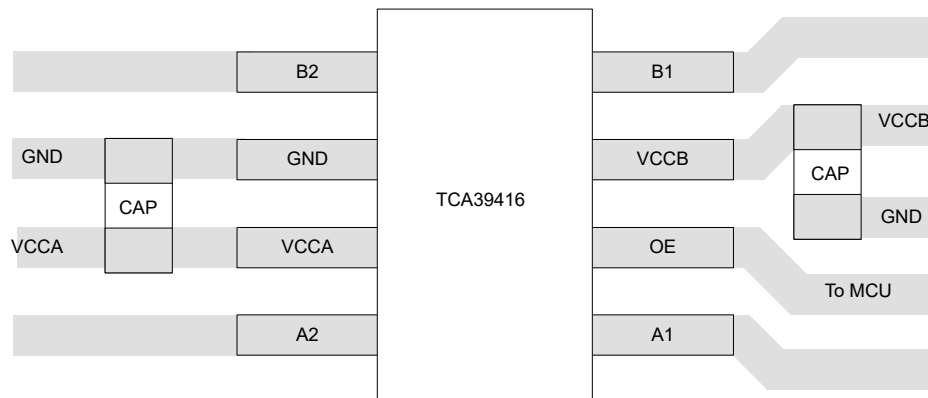 B2
B1
VCCB
GND
GND
VCCB
CAP
CAP
TCA39416
GND
VCCA
VCCA
OE
To MCU
A2
A1